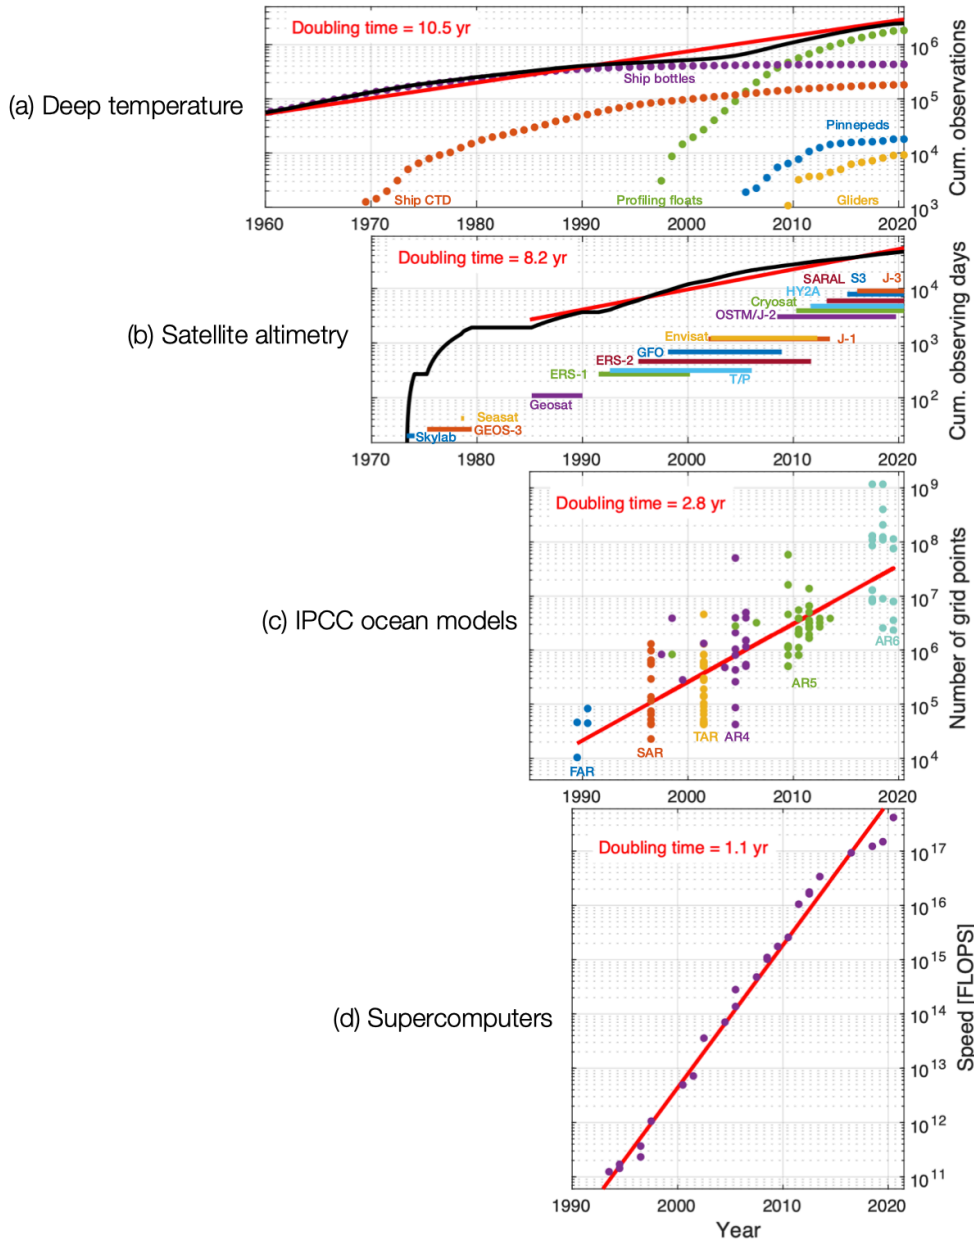 (a) Deep temperature
Doubling time = 10.5 yr
Ship bottles
Pinnepeds
Ship CTD
Profiling floats
Gliders
10^6
10^5
10^4
10^3
Cum. observations
1960 1970 1980 1990 2000 2010 2020
(b) Satellite altimetry
Doubling time = 8.2 yr
SARAL S3 J-3
HY2A
Cryosat
OSTM/J-2
Envisat J-1
GFO
ERS-2
ERS-1 T/P
Geosat
Seasat
GEOS-3
Skylab
10^4
10^3
10^2
Cum. observing days
1970 1980 1990 2000 2010 2020
(c) IPCC ocean models
Doubling time = 2.8 yr
FAR
SAR
TAR
AR4
AR5
AR6
10^9
10^8
10^7
10^6
10^5
10^4
Number of grid points
1990 2000 2010 2020
(d) Supercomputers
Doubling time = 1.1 yr
10^17
10^16
10^15
10^14
10^13
10^12
10^11
Speed [FLOPS]
1990 2000 2010 2020
Year